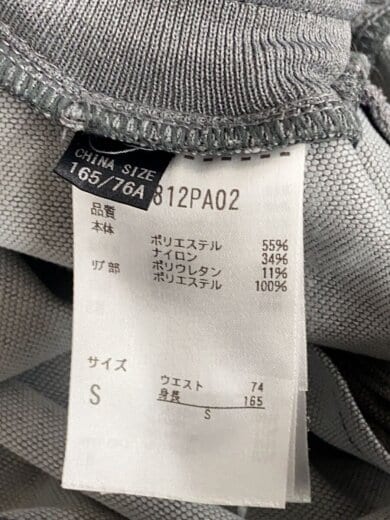 CHINA SIZE
165/76A
812PA02
品質
本体 ポリエステル 55%
ナイロン 34%
ポリウレタン 11%
リブ部 ポリエステル 100%
サイズ
S
ウエスト 74
身長 165
S